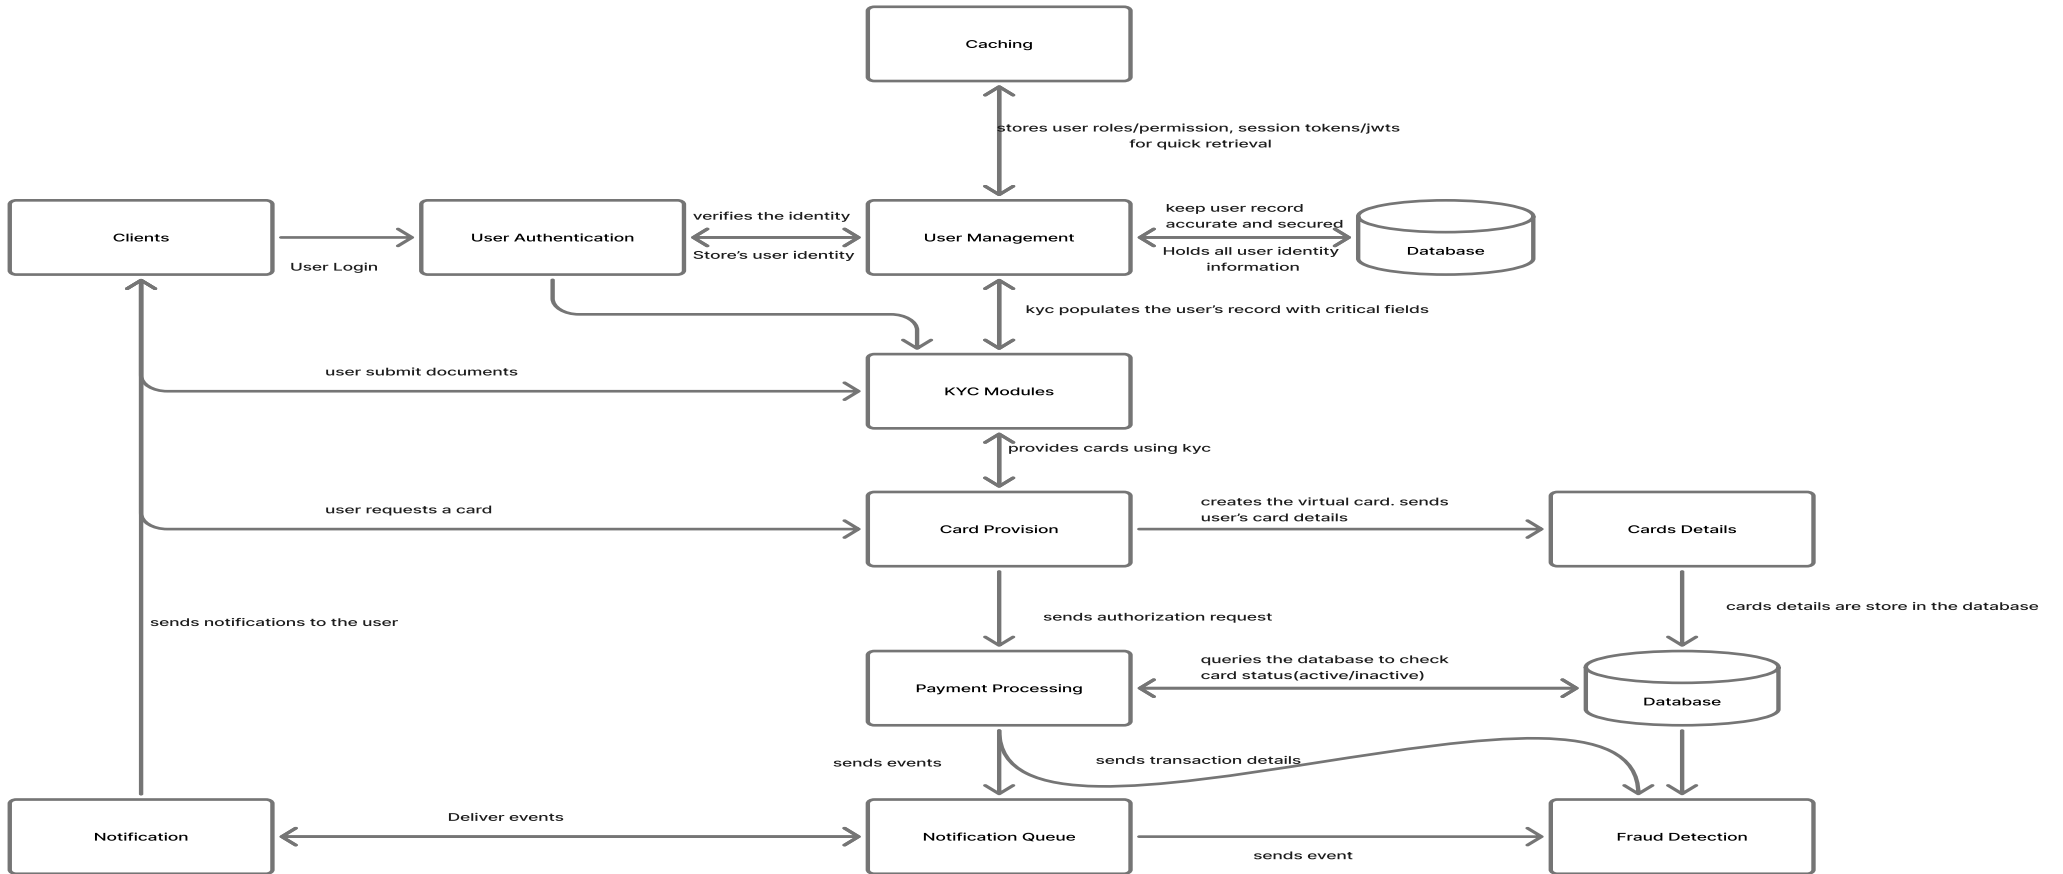 Caching
stores user roles/permission, session tokens/jwts
for quick retrieval
Clients
User Login
User Authentication
verifies the identity
Store's user identity
User Management
keep user record
accurate and secured
Holds all user identity
information
Database
kyc populates the user's record with critical fields
user submit documents
KYC Modules
provides cards using kyc
user requests a card
Card Provision
creates the virtual card. sends
user's card details
Cards Details
sends notifications to the user
sends authorization request
cards details are store in the database
Payment Processing
queries the database to check
card status(active/inactive)
Database
sends events
sends transaction details
Notification
Deliver events
Notification Queue
sends event
Fraud Detection